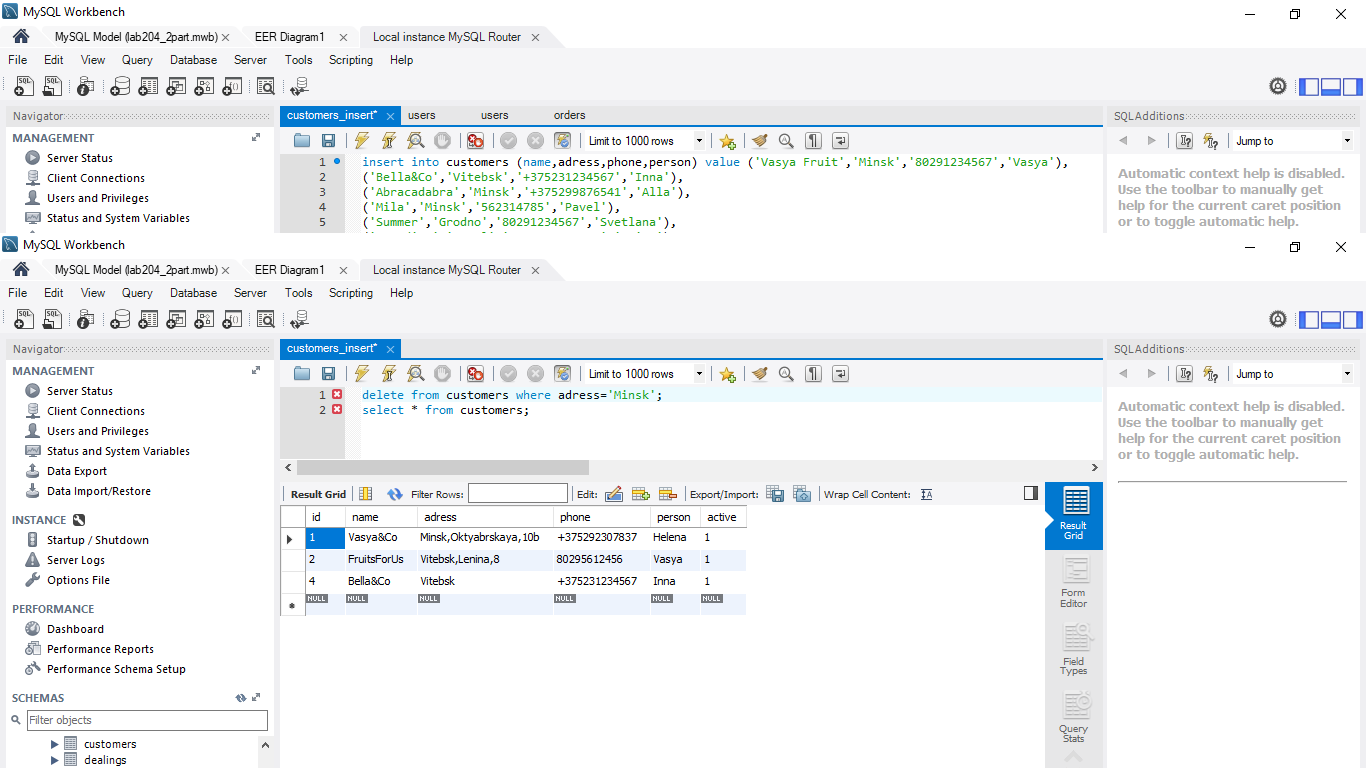 MySQL Workbench
MySQL Model (lab204_2part.mwb) EER Diagram1 Local instance MySQL Router
File Edit View Query Database Server Tools Scripting Help
Navigator
customers_insert* users users orders
SQLAdditions
MANAGEMENT
Server Status
Client Connections
Users and Privileges
Status and System Variables
Limit to 1000 rows
Jump to
1 insert into customers (name,adress,phone,person) value ('Vasya Fruit','Minsk','80291234567','Vasya'),
2 ('Bella&Co','Vitebsk','+375231234567','Inna'),
3 ('Abracadabra','Minsk','+375299876541','Alla'),
4 ('Mila','Minsk','562314785','Pavel'),
5 ('Summer','Grodno','80291234567','Svetlana'),
Automatic context help is disabled.
Use the toolbar to manually get
help for the current caret position
or to toggle automatic help.
MySQL Workbench
MySQL Model (lab204_2part.mwb) EER Diagram1 Local instance MySQL Router
File Edit View Query Database Server Tools Scripting Help
Navigator
customers_insert*
SQLAdditions
MANAGEMENT
Server Status
Client Connections
Users and Privileges
Status and System Variables
Data Export
Data Import/Restore
INSTANCE
Startup / Shutdown
Server Logs
Options File
PERFORMANCE
Dashboard
Performance Reports
Performance Schema Setup
SCHEMAS
Filter objects
customers
dealings
Limit to 1000 rows
Jump to
1 delete from customers where adress='Minsk';
2 select * from customers;
Automatic context help is disabled.
Use the toolbar to manually get
help for the current caret position
or to toggle automatic help.
Result Grid Filter Rows: Edit: Export/Import: Wrap Cell Content:
id name adress phone person active
1 Vasya&Co Minsk,Oktyabrskaya,10b +375292307837 Helena 1
2 FruitsForUs Vitebsk,Lenina,8 80295612456 Vasya 1
4 Bella&Co Vitebsk +375231234567 Inna 1
NULL NULL NULL NULL NULL NULL
Result
Grid
Form
Editor
Field
Types
Query
Stats